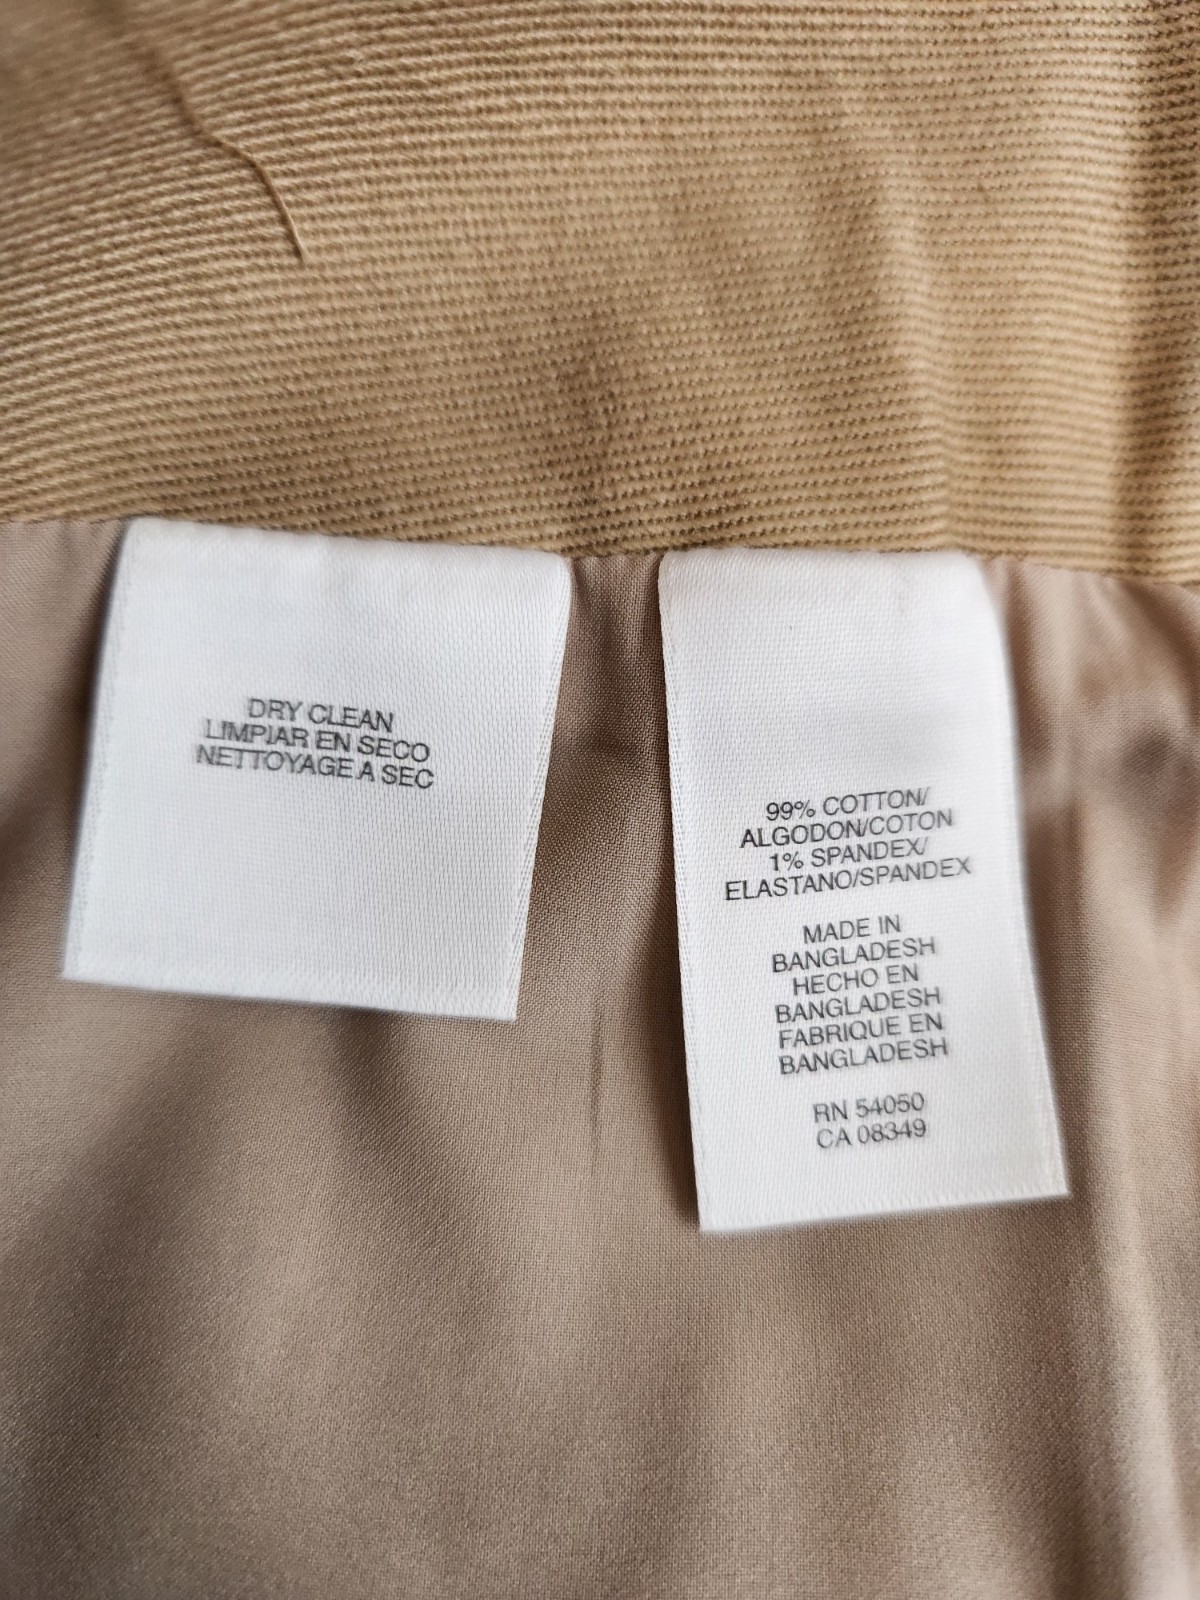 DRY CLEAN
LIMPIAR EN SECO
NETTOYAGE A SEC
99% COTTON/
ALGODON/COTON
1% SPANDEX/
ELASTANO/SPANDEX
MADE IN
BANGLADESH
HECHO EN
BANGLADESH
FABRIQUE EN
BANGLADESH
RN 54050
CA 08349